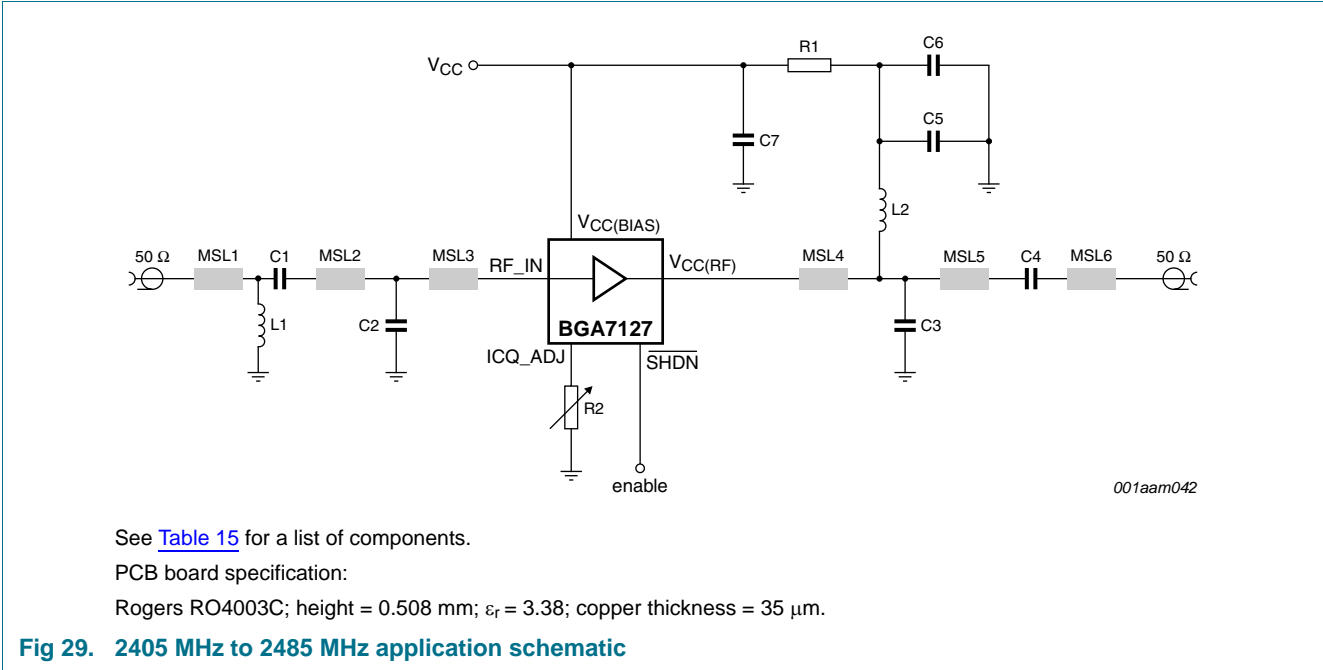 R1
C6
VCC
C5
C7
L2
VCC(BIAS)
50 Ω MSL1 C1 MSL2 MSL3 RF_IN VCC(RF) MSL4 MSL5 C4 MSL6 50 Ω
L1 C2 BGA7127 C3
ICQ_ADJ SHDN
R2
enable
001aam042
See Table 15 for a list of components.
PCB board specification:
Rogers RO4003C; height = 0.508 mm; εr = 3.38; copper thickness = 35 μm.
Fig 29. 2405 MHz to 2485 MHz application schematic